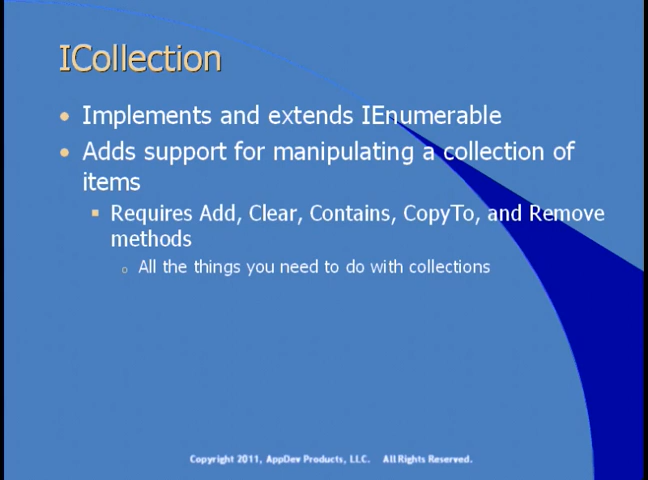 ICollection
• Implements and extends IEnumerable
• Adds support for manipulating a collection of
items
▪ Requires Add, Clear, Contains, CopyTo, and Remove
methods
o All the things you need to do with collections
Copyright 2011, AppDev Products, LLC. All Rights Reserved.